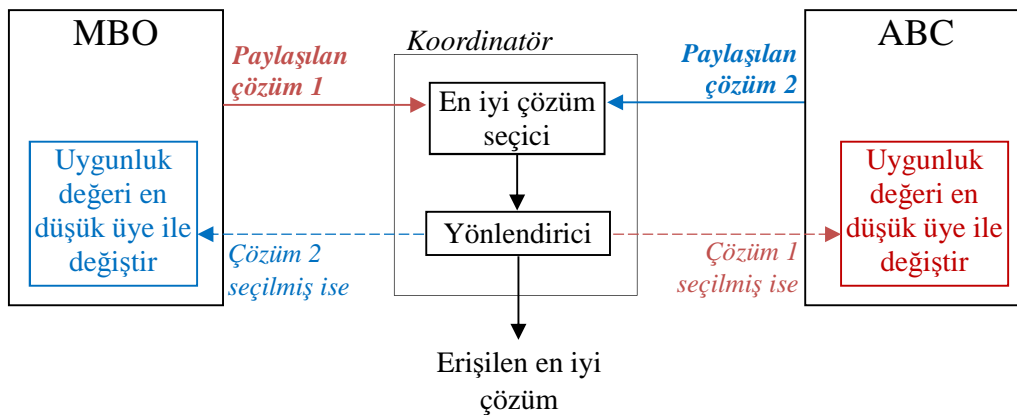 MBO
Paylaşılan
çözüm 1
Uygunluk
değeri en
düşük üye ile
değiştir
Koordinatör
En iyi çözüm
seçici
Yönlendirici
Çözüm 2
seçilmiş ise
Erişilen en iyi
çözüm
ABC
Paylaşılan
çözüm 2
Uygunluk
değeri en
düşük üye ile
değiştir
Çözüm 1
seçilmiş ise